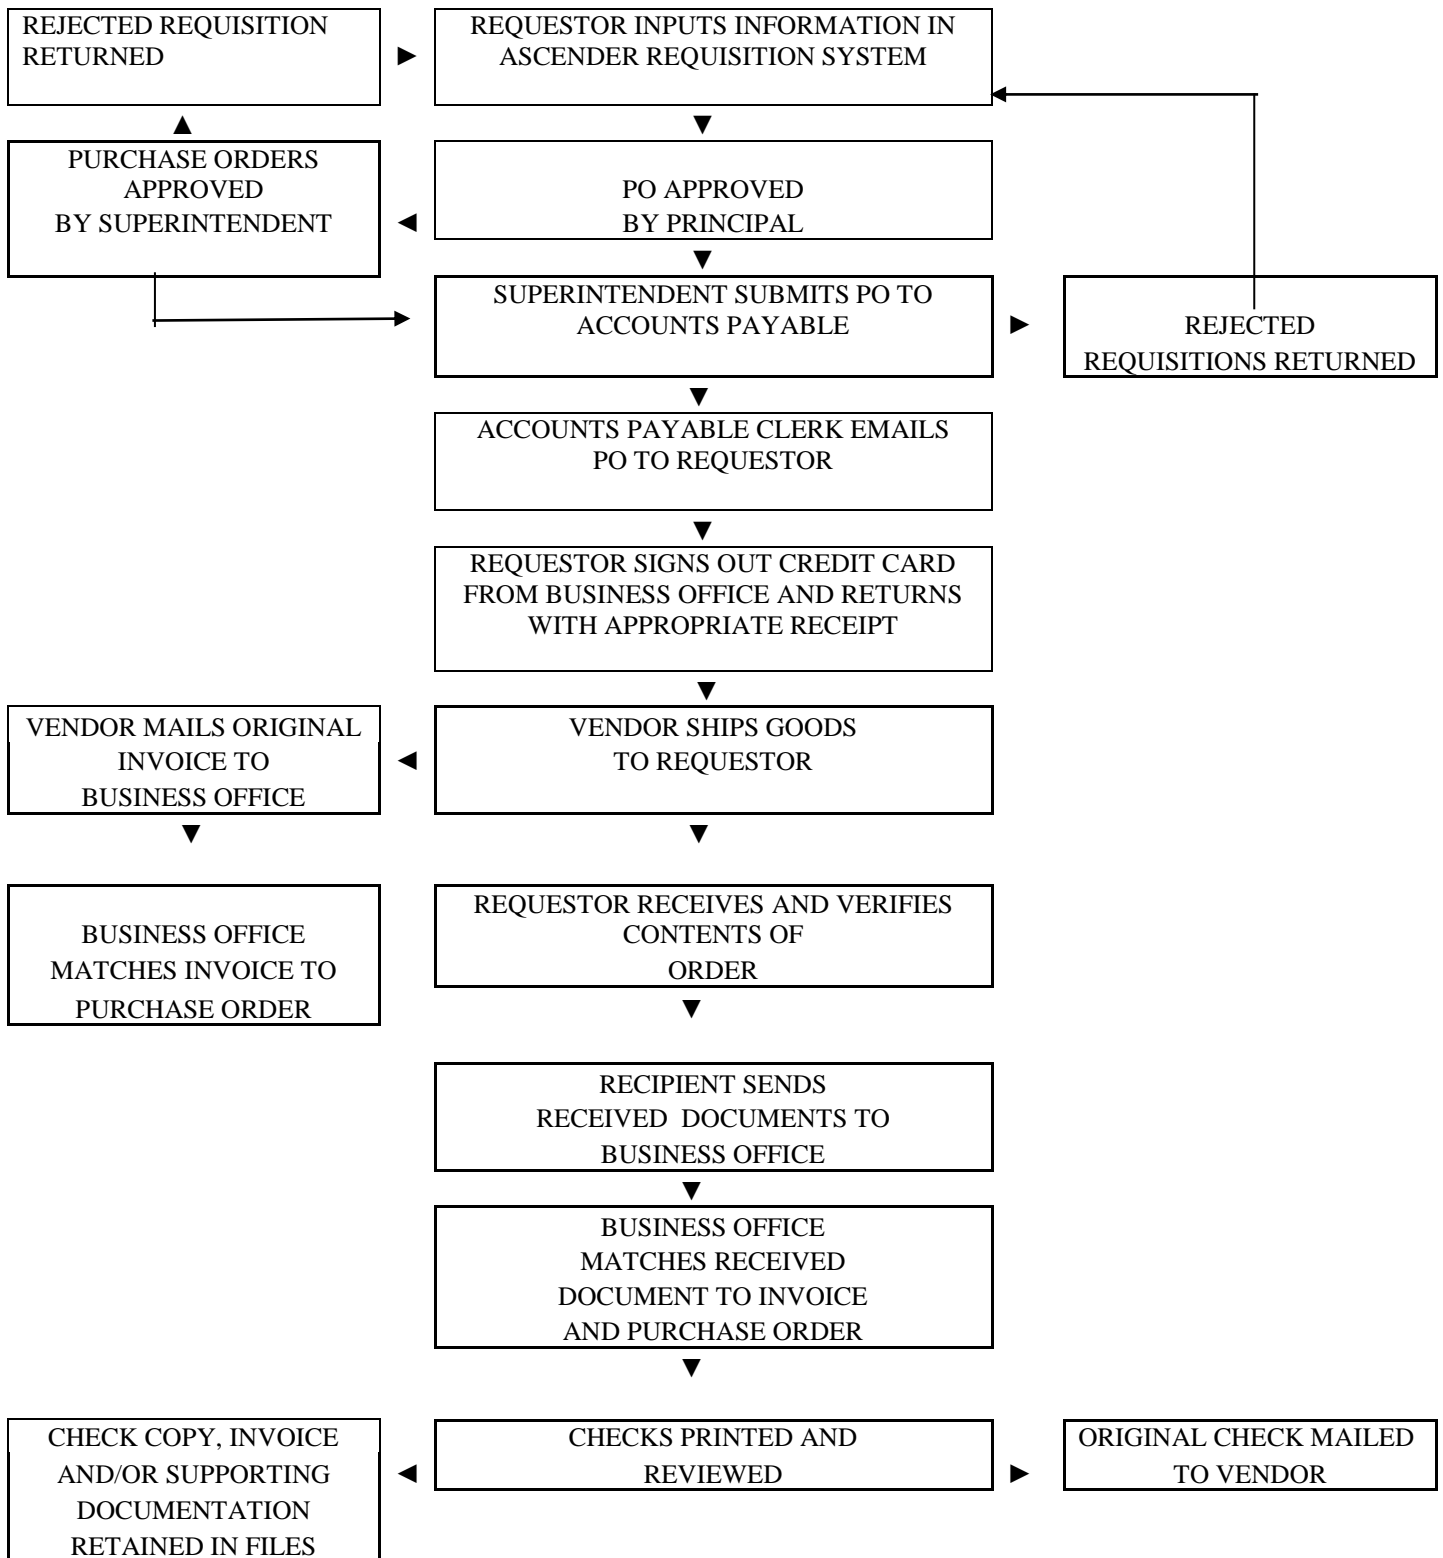 REJECTED REQUISITION
RETURNED
REQUESTOR INPUTS INFORMATION IN
ASCENDER REQUISITION SYSTEM
PURCHASE ORDERS
APPROVED
BY SUPERINTENDENT
PO APPROVED
BY PRINCIPAL
SUPERINTENDENT SUBMITS PO TO
ACCOUNTS PAYABLE
REJECTED
REQUISITIONS RETURNED
ACCOUNTS PAYABLE CLERK EMAILS
PO TO REQUESTOR
REQUESTOR SIGNS OUT CREDIT CARD
FROM BUSINESS OFFICE AND RETURNS
WITH APPROPRIATE RECEIPT
VENDOR MAILS ORIGINAL
INVOICE TO
BUSINESS OFFICE
VENDOR SHIPS GOODS
TO REQUESTOR
BUSINESS OFFICE
MATCHES INVOICE TO
PURCHASE ORDER
REQUESTOR RECEIVES AND VERIFIES
CONTENTS OF
ORDER
RECIPIENT SENDS
RECEIVED DOCUMENTS TO
BUSINESS OFFICE
BUSINESS OFFICE
MATCHES RECEIVED
DOCUMENT TO INVOICE
AND PURCHASE ORDER
CHECK COPY, INVOICE
AND/OR SUPPORTING
DOCUMENTATION
RETAINED IN FILES
CHECKS PRINTED AND
REVIEWED
ORIGINAL CHECK MAILED
TO VENDOR